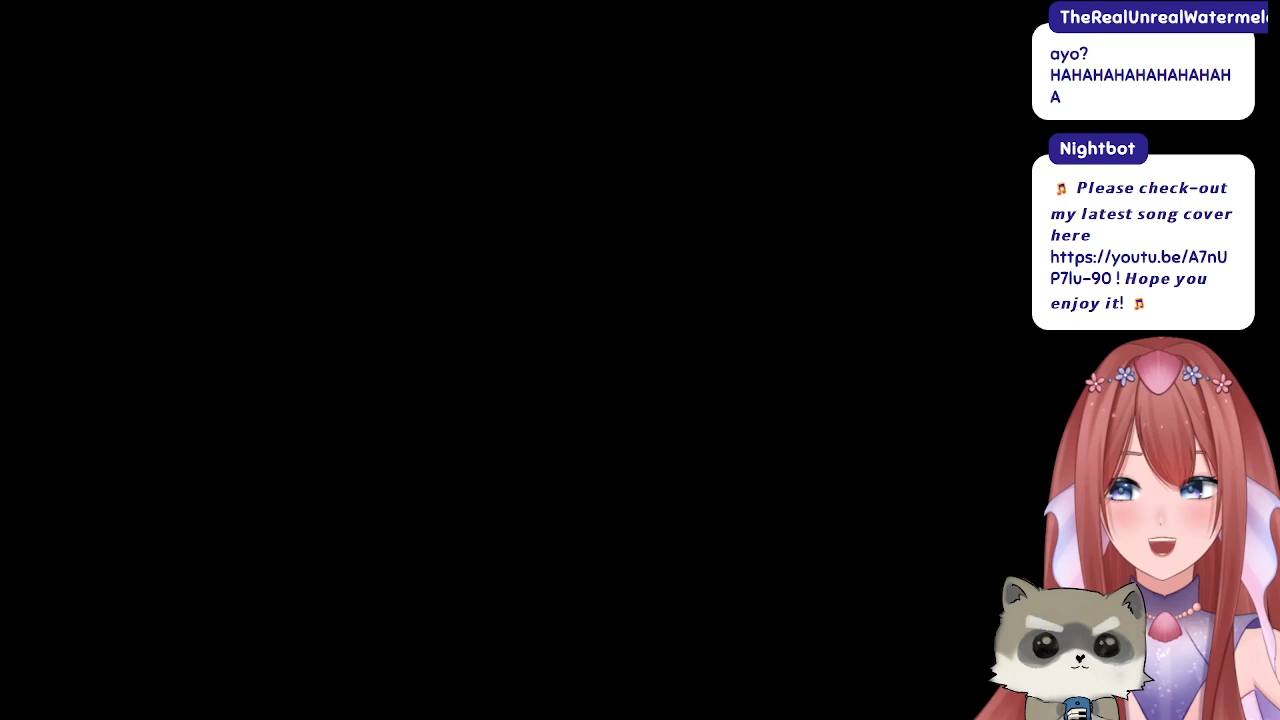 TheRealUnrealWatermel
ayo?
HAHAHAHAHAHAHAHAH
A
Nightbot
🎵 Please check-out
my latest song cover
here
https://youtu.be/A7nU
P7lu-90 ! Hope you
enjoy it! 🎵